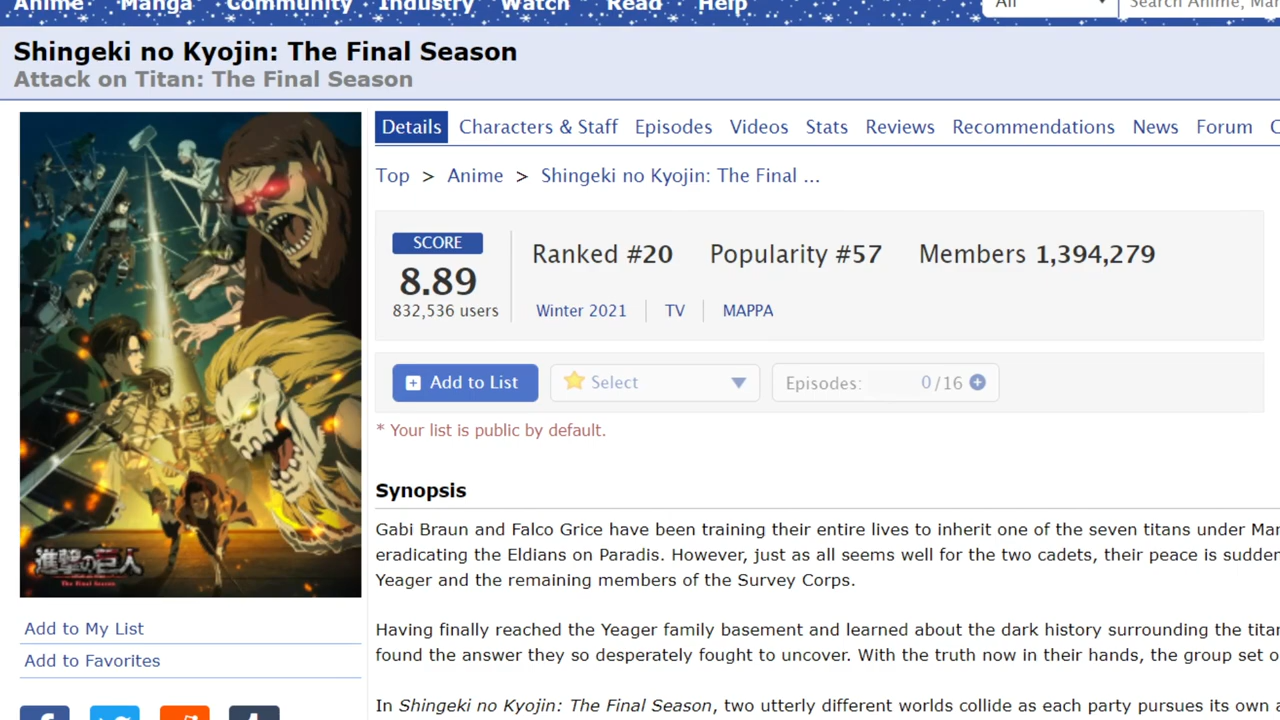 Anime Manga Community Industry Watch Read Help All Search Anime, Man
Shingeki no Kyojin: The Final Season
Attack on Titan: The Final Season
Details Characters & Staff Episodes Videos Stats Reviews Recommendations News Forum
Top > Anime > Shingeki no Kyojin: The Final ...
SCORE
8.89
832,536 users
Ranked #20 Popularity #57 Members 1,394,279
Winter 2021 TV MAPPA
Add to List Select Episodes: 0/16
* Your list is public by default.
Synopsis
Gabi Braun and Falco Grice have been training their entire lives to inherit one of the seven titans under Mar
eradicating the Eldians on Paradis. However, just as all seems well for the two cadets, their peace is sudden
Yeager and the remaining members of the Survey Corps.
Having finally reached the Yeager family basement and learned about the dark history surrounding the titan
found the answer they so desperately fought to uncover. With the truth now in their hands, the group set o
In Shingeki no Kyojin: The Final Season, two utterly different worlds collide as each party pursues its own a
進撃の巨人
The Final Season
Add to My List
Add to Favorites